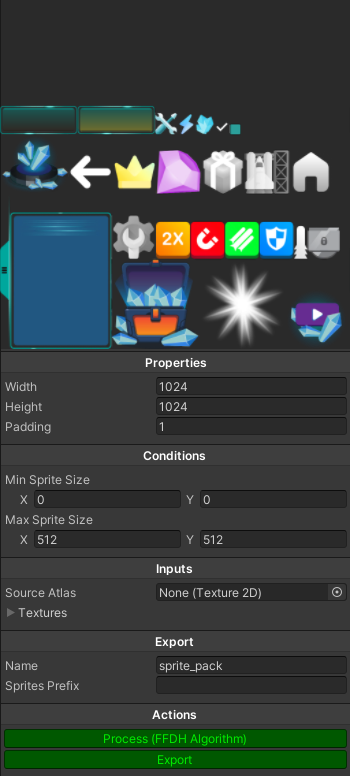 2X
Properties
Width 1024
Height 1024
Padding 1
Conditions
Min Sprite Size
X 0 Y 0
Max Sprite Size
X 512 Y 512
Inputs
Source Atlas None (Texture 2D)
Textures
Export
Name sprite_pack
Sprites Prefix
Actions
Process (FFDH Algorithm)
Export